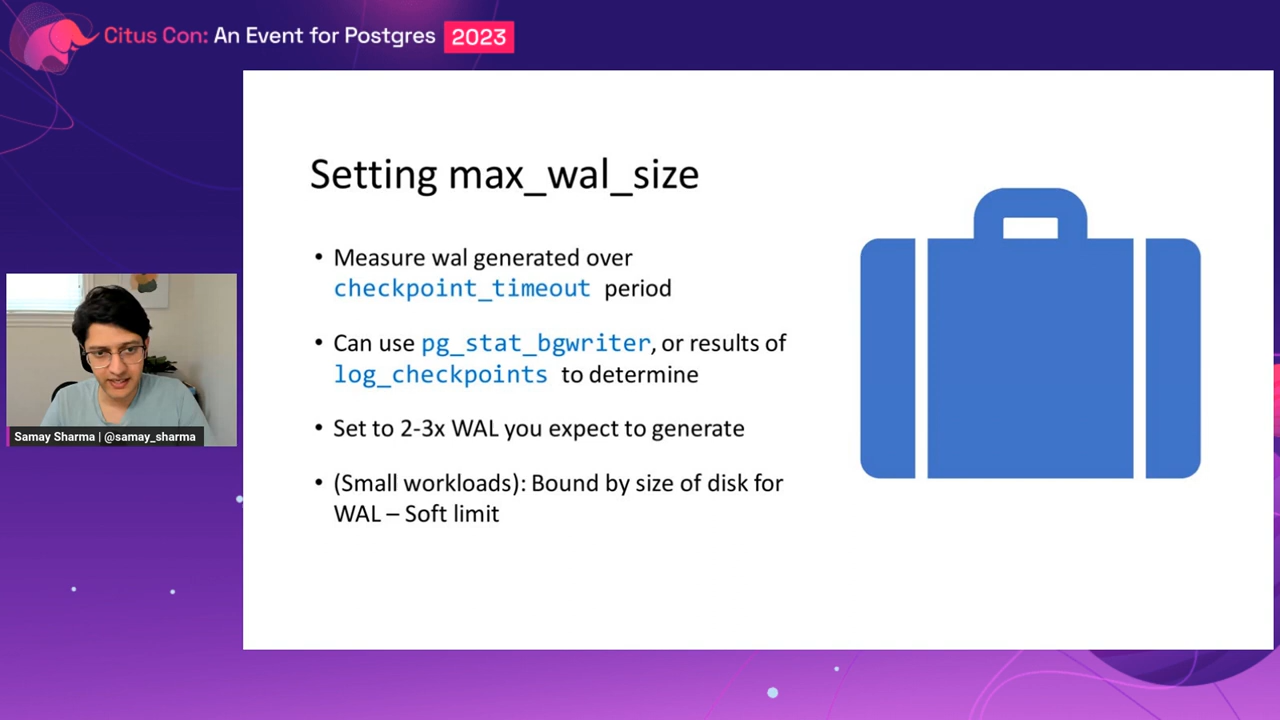 Citus Con: An Event for Postgres 2023
Setting max_wal_size
• Measure wal generated over
checkpoint_timeout period
• Can use pg_stat_bgwriter, or results of
log_checkpoints to determine
• Set to 2-3x WAL you expect to generate
• (Small workloads): Bound by size of disk for
WAL – Soft limit
Samay Sharma | @samay_sharma